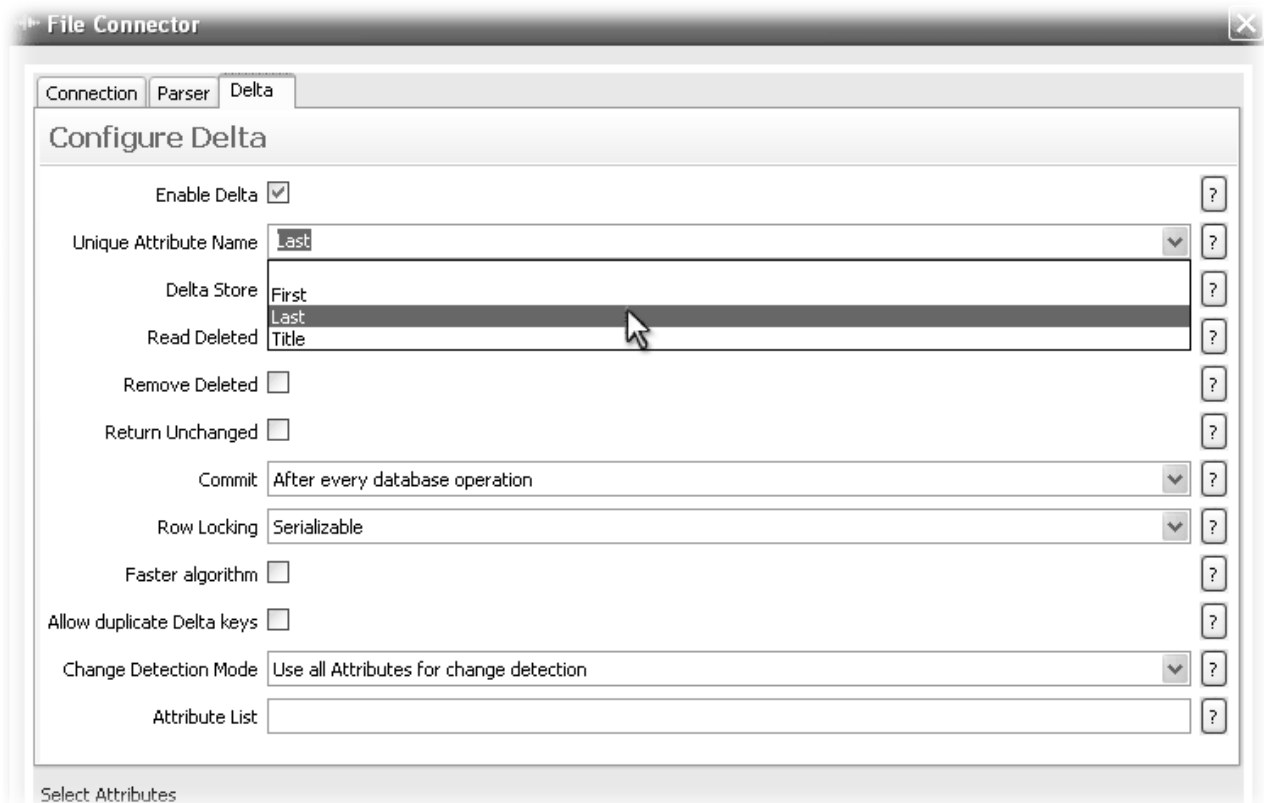 File Connector
Connection Parser Delta
Configure Delta
Enable Delta ?
Unique Attribute Name Last ?
Delta Store ?
First
Last
Read Deleted Title ?
Remove Deleted ?
Return Unchanged ?
Commit After every database operation ?
Row Locking Serializable ?
Faster algorithm ?
Allow duplicate Delta keys ?
Change Detection Mode Use all Attributes for change detection ?
Attribute List ?
Select Attributes